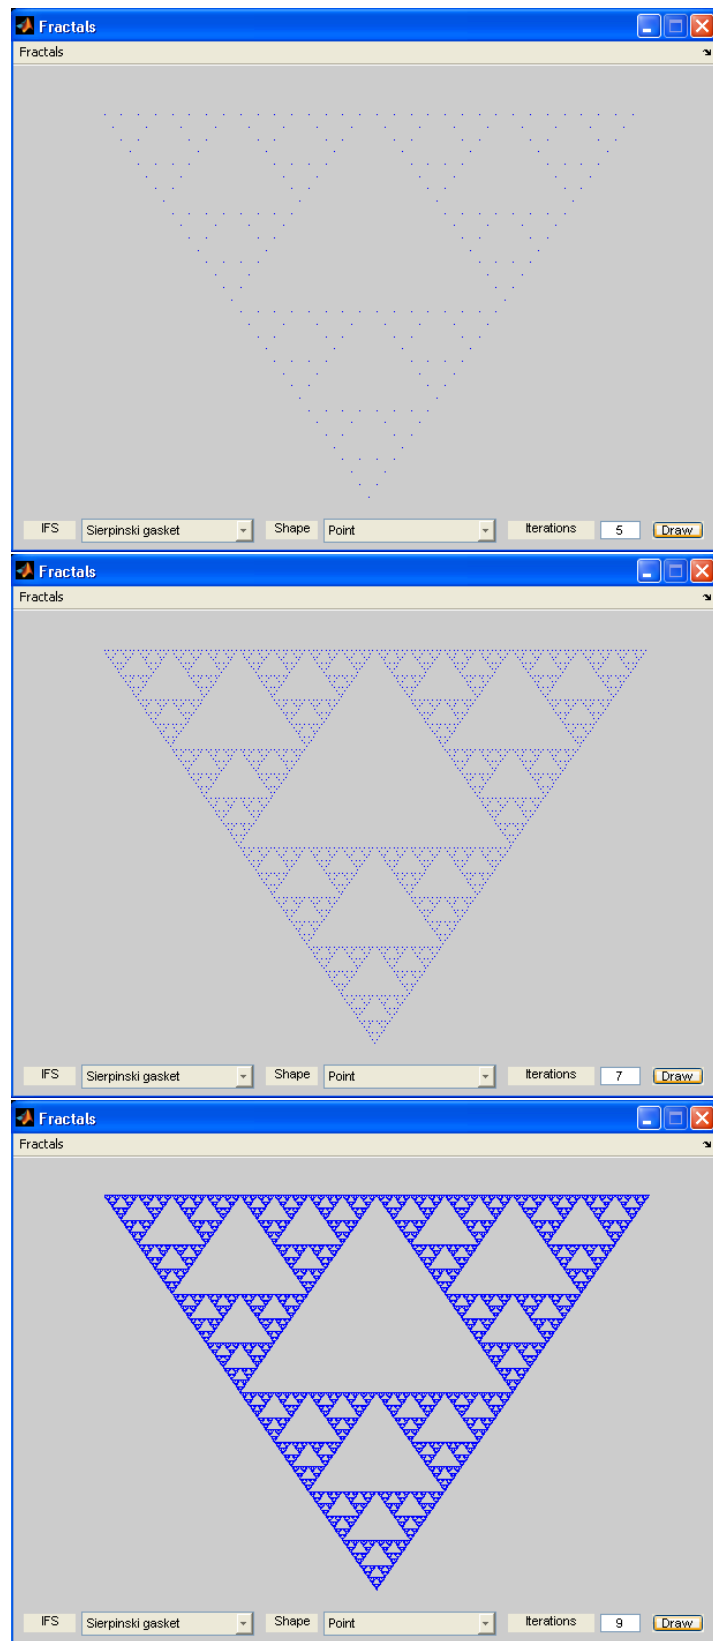 Fractals
Fractals
IFS Sierpinski gasket Shape Point Iterations 5 Draw
Fractals
Fractals
IFS Sierpinski gasket Shape Point Iterations 7 Draw
Fractals
Fractals
IFS Sierpinski gasket Shape Point Iterations 9 Draw